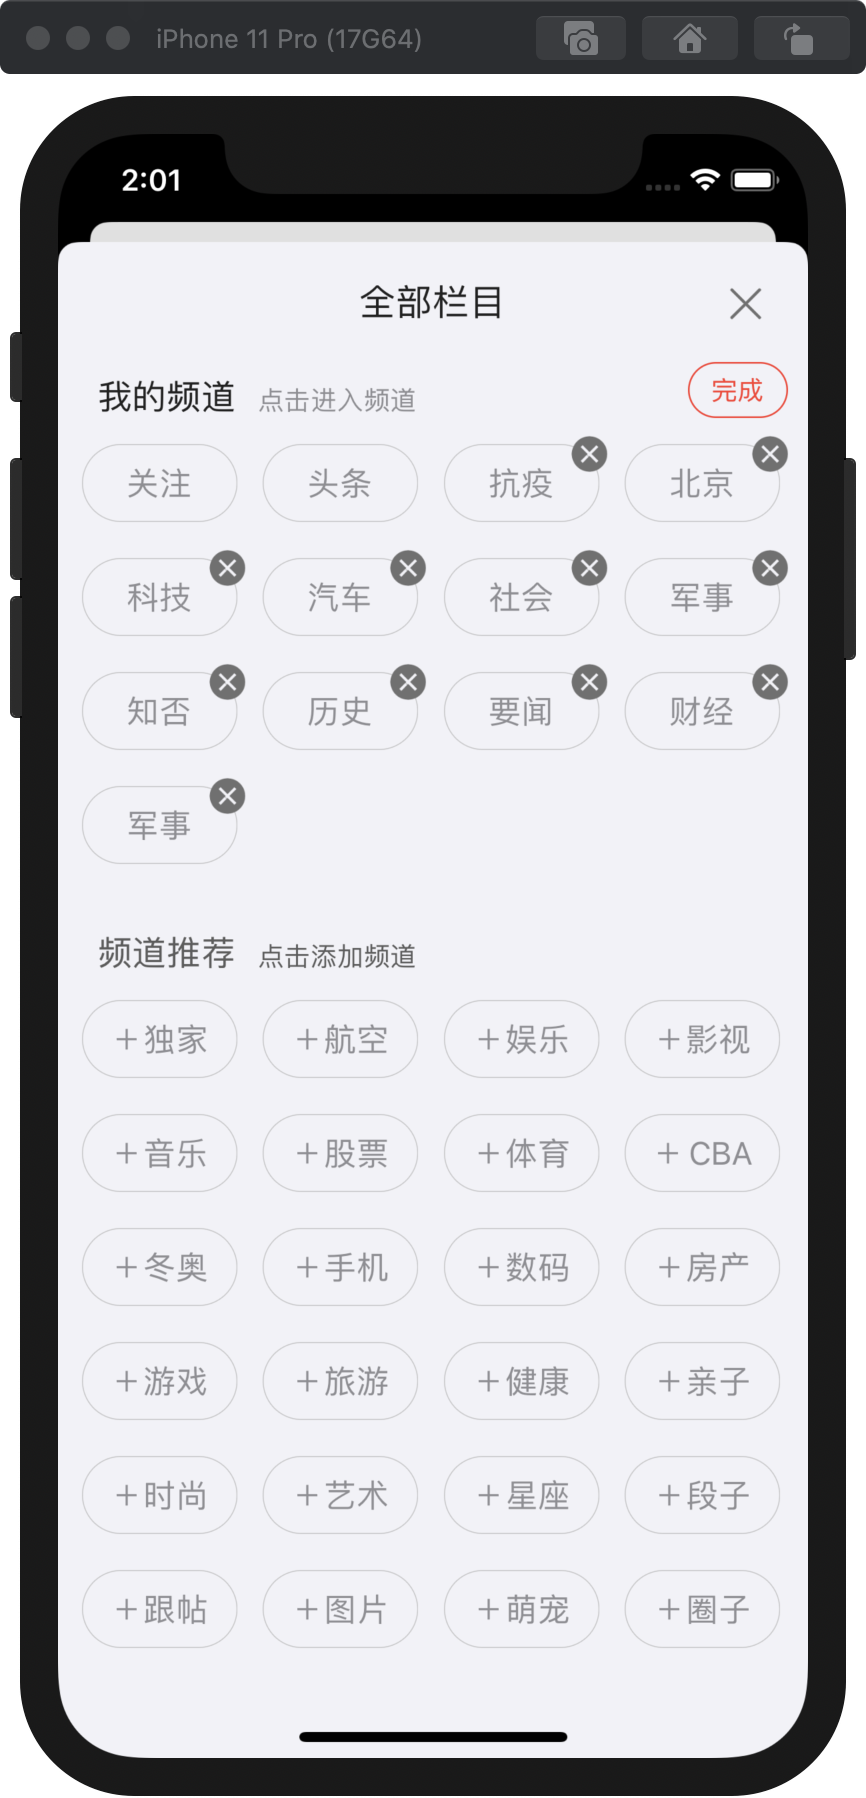 iPhone 11 Pro (17G64)
2:01
全部栏目
我的频道 点击进入频道 完成
关注 头条 抗疫 北京
科技 汽车 社会 军事
知否 历史 要闻 财经
军事
频道推荐 点击添加频道
+独家 +航空 +娱乐 +影视
+音乐 +股票 +体育 + CBA
+冬奥 +手机 +数码 +房产
+游戏 +旅游 +健康 +亲子
+时尚 +艺术 +星座 +段子
+跟帖 +图片 +萌宠 +圈子